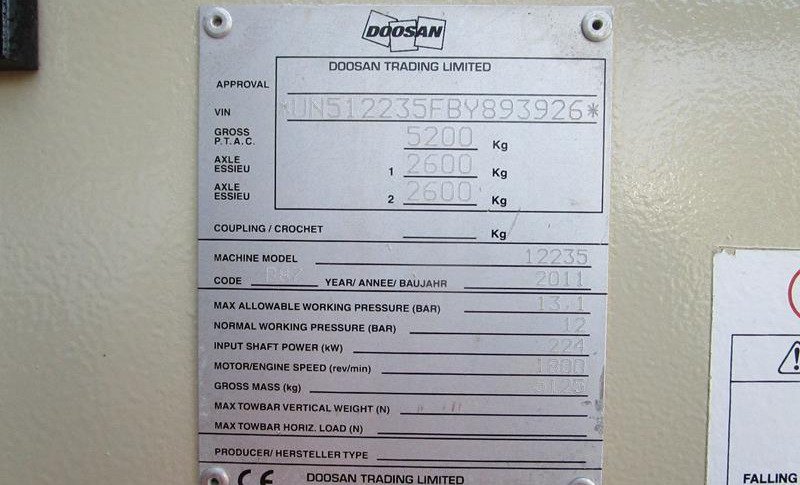 DOOSAN
DOOSAN TRADING LIMITED
APPROVAL
VIN *UN512235FBY893926*
GROSS P.T.A.C. 5200 Kg
AXLE ESSIEU 1 2600
AXLE ESSIEU 2 2600 Kg
COUPLING / CROCHET Kg
MACHINE MODEL 12235
CODE YEAR/ ANNEE/ BAUJAHR 2011
MAX ALLOWABLE WORKING PRESSURE (BAR) 13.1
NORMAL WORKING PRESSURE (BAR) 12
INPUT SHAFT POWER (kW) 224
MOTOR/ENGINE SPEED (rev/min) 1800
GROSS MASS (kg)
MAX TOWBAR VERTICAL WEIGHT (N)
MAX TOWBAR HORIZ. LOAD (N)
PRODUCER/ HERSTELLER TYPE
CE DOOSAN TRADING LIMITED
FALLING